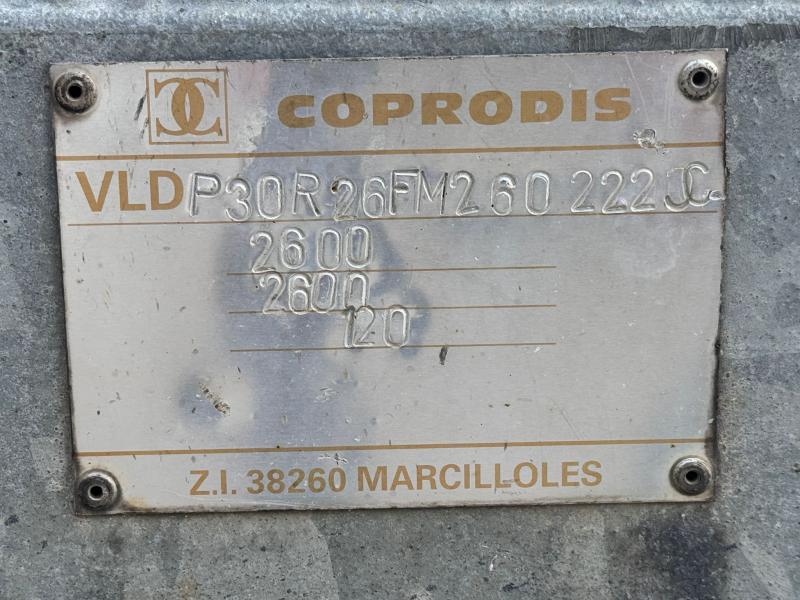 COPRODIS
VLDP30R26FM260222JC
2600
2600
120
Z.I. 38260 MARCILLOLES